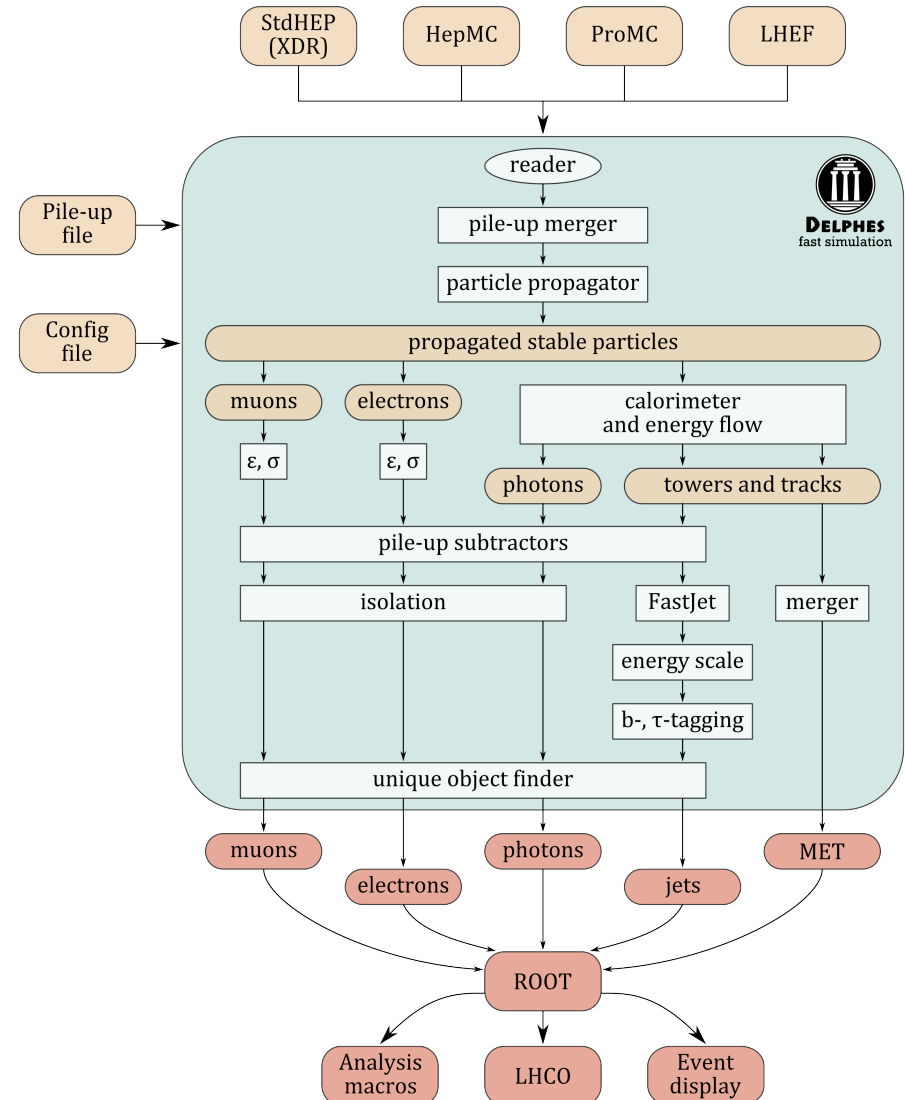 StdHEP
(XDR)
HepMC
ProMC
LHEF
reader
DELPHES
fast simulation
Pile-up
file
pile-up merger
particle propagator
Config
file
propagated stable particles
muons
electrons
calorimeter
and energy flow
ε, σ
ε, σ
photons
towers and tracks
pile-up subtractors
isolation
FastJet
merger
energy scale
b-, τ-tagging
unique object finder
muons
photons
MET
electrons
jets
ROOT
Analysis
macros
LHCO
Event
display